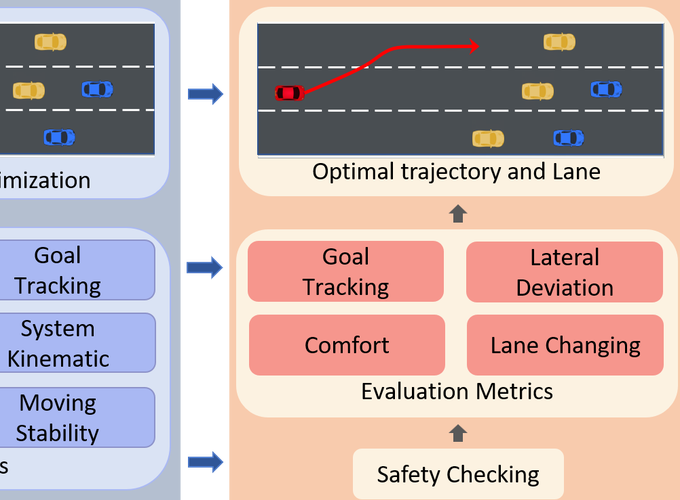 Goal
Tracking
System
Kinematic
Moving
Stability
Optimal trajectory and Lane
Goal
Tracking
Lateral
Deviation
Comfort
Lane Changing
Evaluation Metrics
Safety Checking